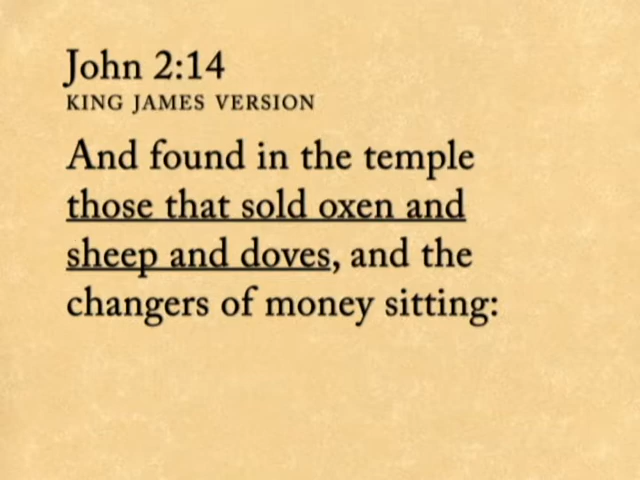 John 2:14
KING JAMES VERSION
And found in the temple
those that sold oxen and
sheep and doves, and the
changers of money sitting: